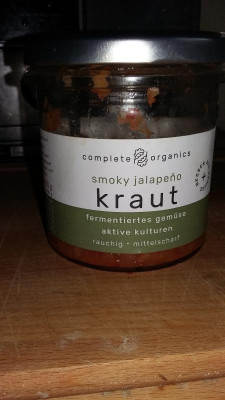 complete organics
smoky jalapeño
kraut
fermentiertes gemüse
aktive kulturen
rauchig • mittelscharf